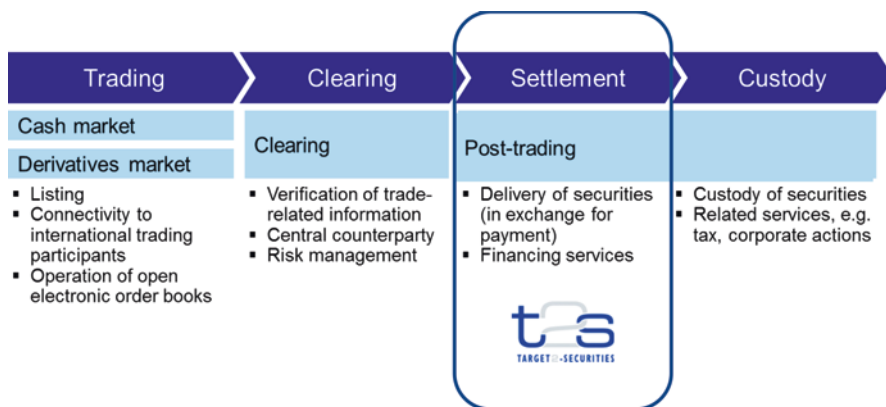 Trading
Clearing
Settlement
Custody
Cash market
Derivatives market
▪ Listing
▪ Connectivity to
international trading
participants
▪ Operation of open
electronic order books
Clearing
▪ Verification of trade-
related information
▪ Central counterparty
▪ Risk management
Post-trading
▪ Delivery of securities
(in exchange for
payment)
▪ Financing services
t2s
TARGET2-SECURITIES
▪ Custody of securities
▪ Related services, e.g.
tax, corporate actions